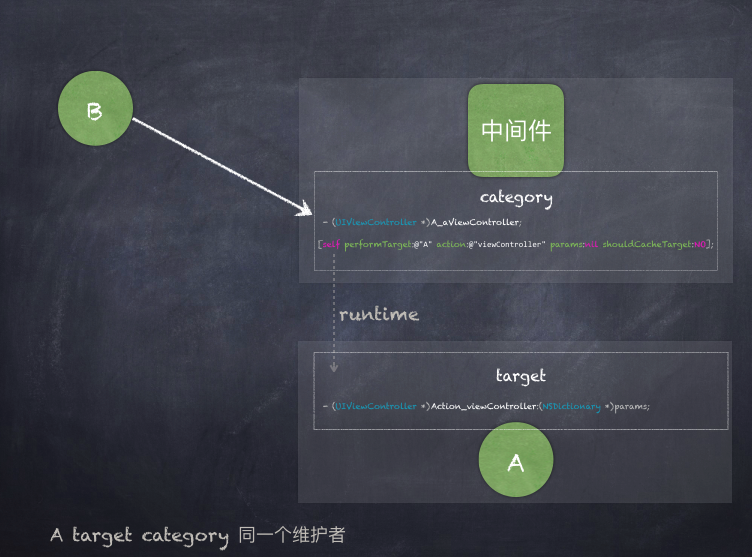 B
中间件
category
- (UIViewController *)A_aViewController;
[self performTarget:@"A" action:@"viewController" params:nil shouldCacheTarget:NO];
runtime
target
- (UIViewController *)Action_viewController:(NSDictionary *)params;
A
A target category 同一个维护者